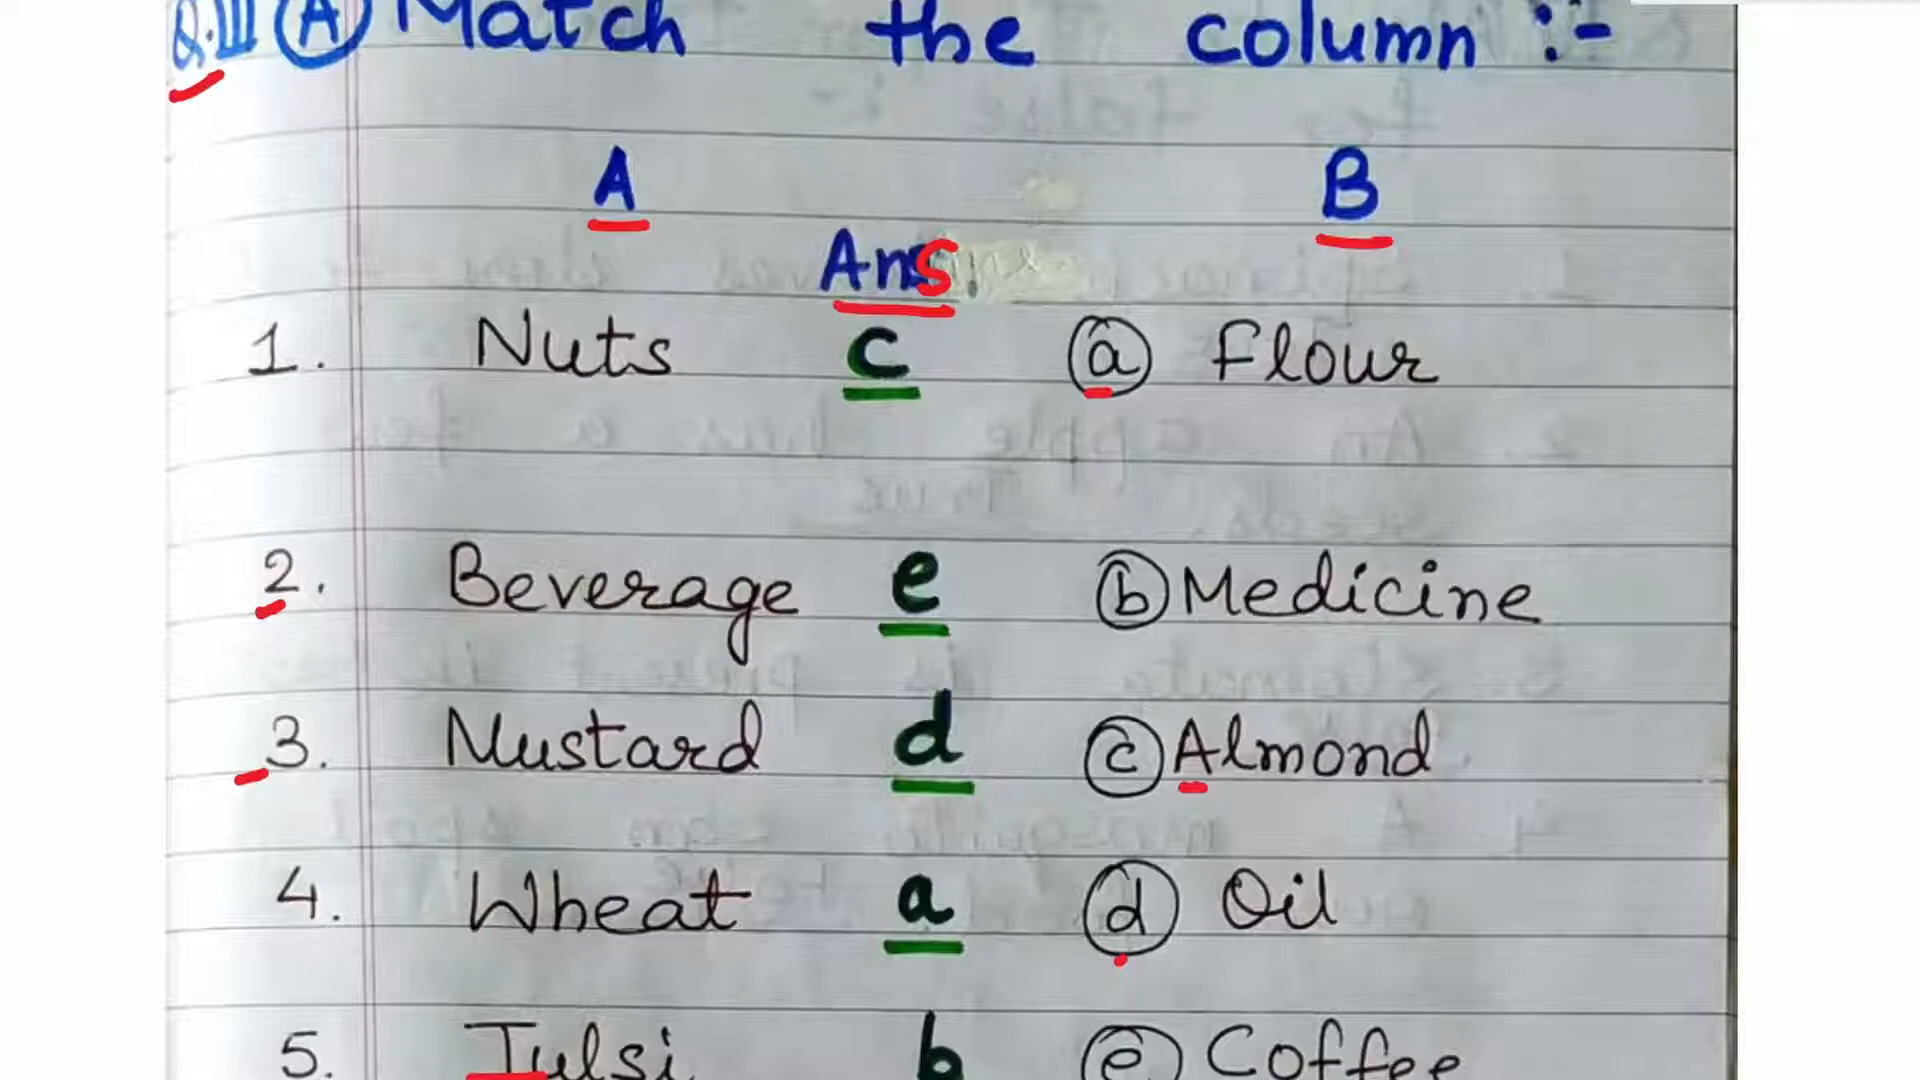 Q.III (A) Match the column :-
A B
Ans
1. Nuts c (a) Flour
2. Beverage e (b) Medicine
3. Mustard d (c) Almond
4. Wheat a (d) Oil
5. Tulsi b (e) Coffee